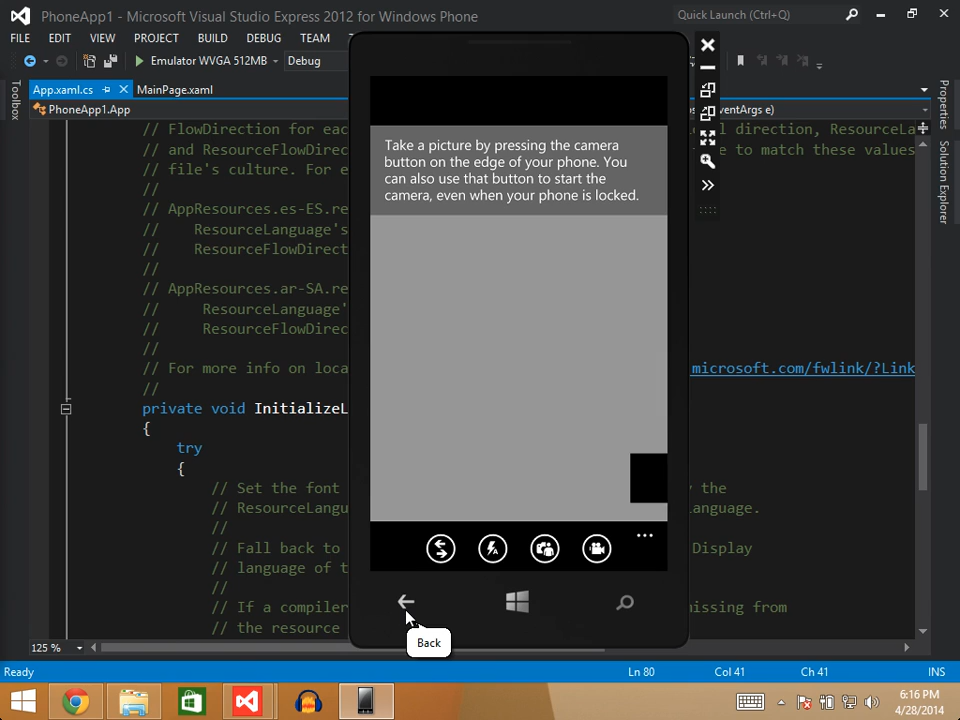 PhoneApp1 - Microsoft Visual Studio Express 2012 for Windows Phone
Quick Launch (Ctrl+Q)
FILE EDIT VIEW PROJECT BUILD DEBUG TEAM
Emulator WVGA 512MB Debug
App.xaml.cs MainPage.xaml
PhoneApp1.App
EventArgs e)
Toolbox
Properties
Solution Explorer
// FlowDirection for eac
l direction, ResourceLa
// and ResourceFlowDirec
e to match these values
// file's culture. For e
//
// AppResources.es-ES.re
// ResourceLanguage's
// ResourceFlowDirect
//
// AppResources.ar-SA.re
// ResourceLanguage'
// ResourceFlowDirec
//
// For more info on loca
microsoft.com/fwlink/?Link
//
private void InitializeL
{
try
{
// Set the font
y the
// ResourceLangu
anguage.
//
// Fall back to
Display
// language of t
//
// If a compiler
issing from
// the resource
Take a picture by pressing the camera
button on the edge of your phone. You
can also use that button to start the
camera, even when your phone is locked.
A
Back
125 %
Ready
Ln 80
Col 41
Ch 41
INS
6:16 PM
4/28/2014